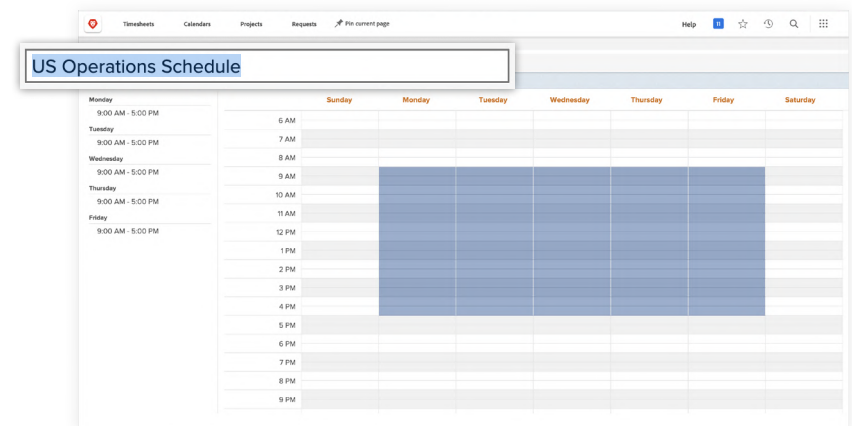 Timesheets Calendars Projects Requests Pin current page Help 11
US Operations Schedule
Sunday Monday Tuesday Wednesday Thursday Friday Saturday
Monday
9:00 AM - 5:00 PM
Tuesday
9:00 AM - 5:00 PM
Wednesday
9:00 AM - 5:00 PM
Thursday
9:00 AM - 5:00 PM
Friday
9:00 AM - 5:00 PM
6 AM
7 AM
8 AM
9 AM
10 AM
11 AM
12 PM
1 PM
2 PM
3 PM
4 PM
5 PM
6 PM
7 PM
8 PM
9 PM